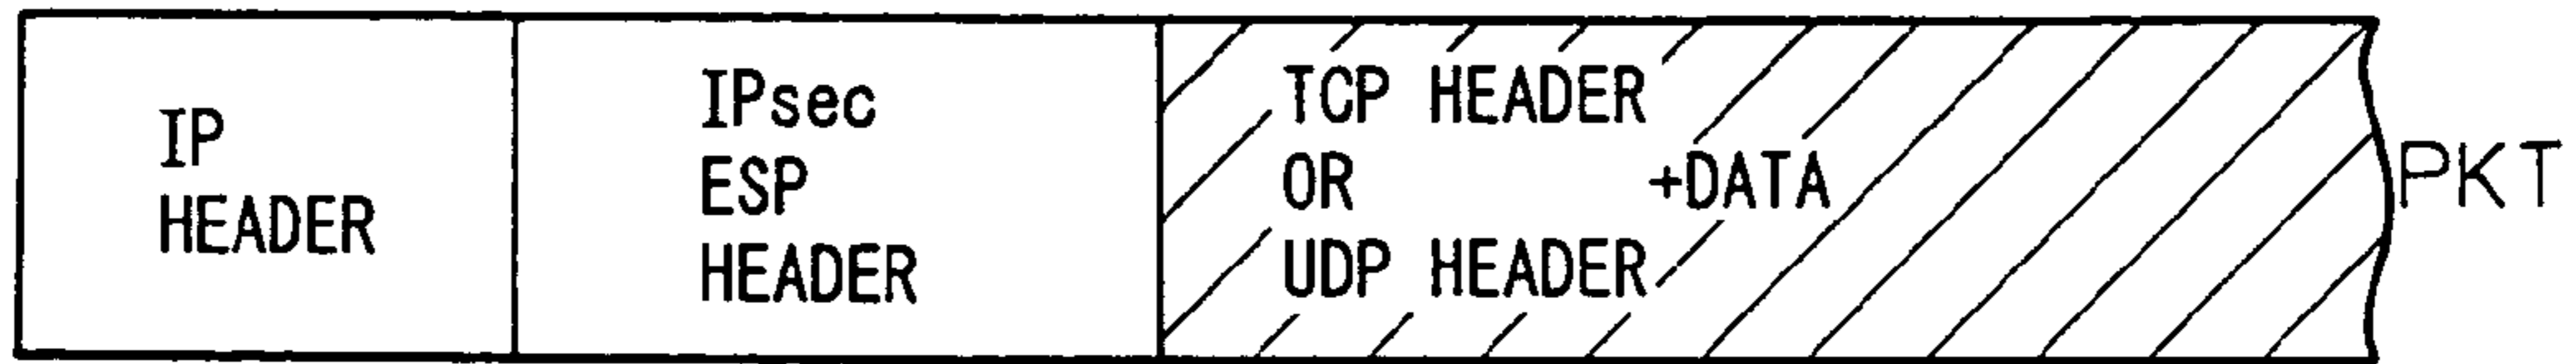 IP
HEADER
IPsec
ESP
HEADER
TCP HEADER
OR
UDP HEADER
+DATA
PKT